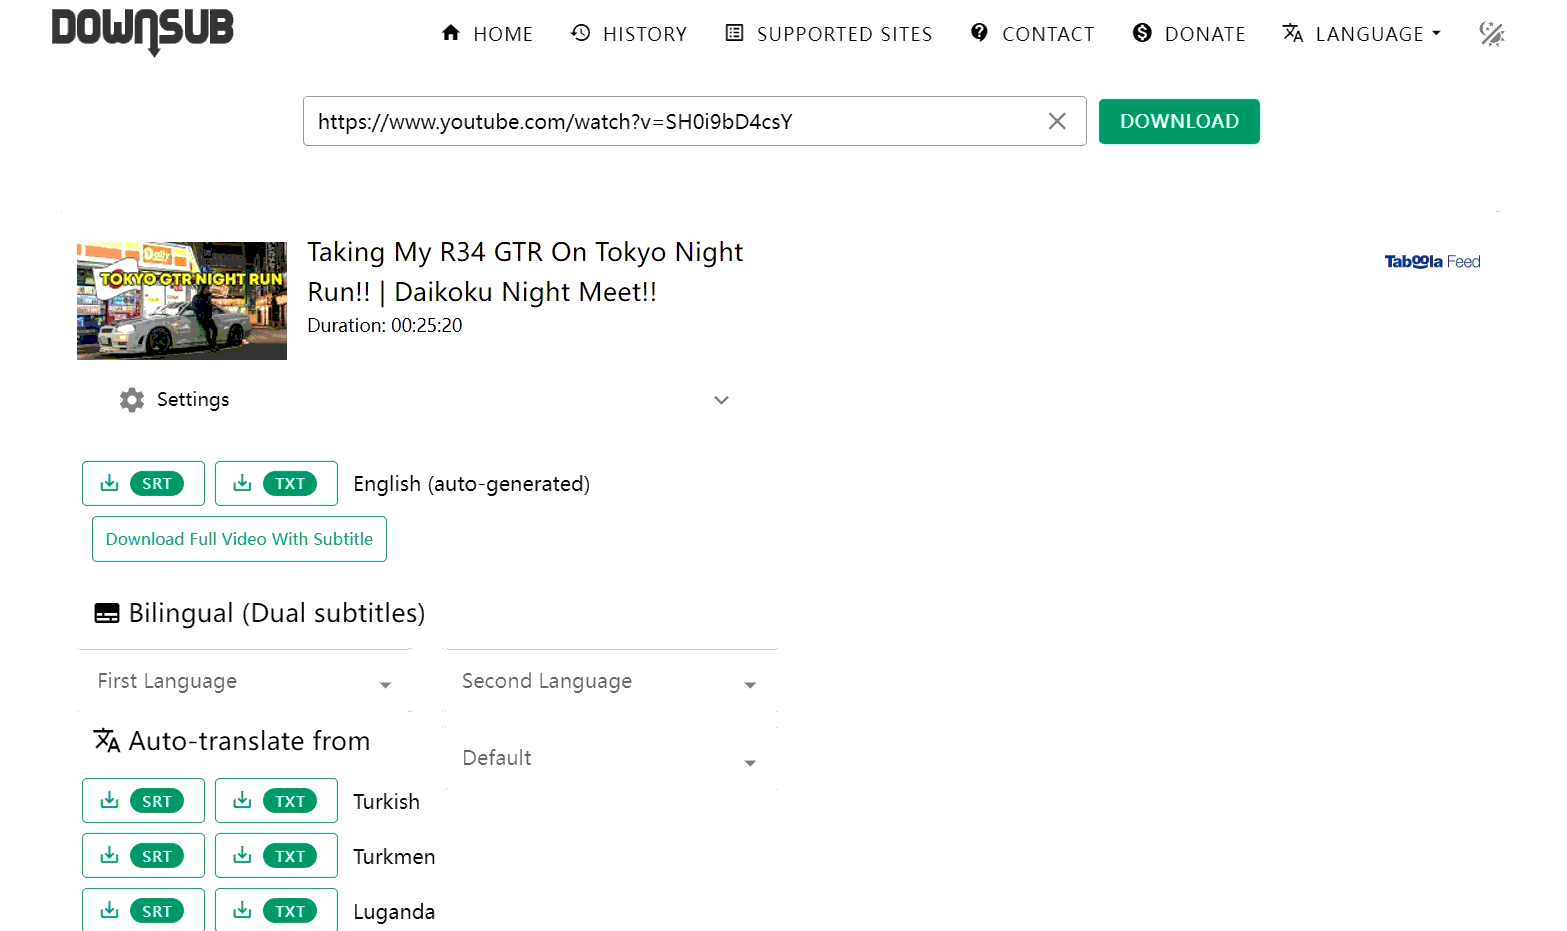 DOWNSUB
HOME
HISTORY
SUPPORTED SITES
CONTACT
DONATE
LANGUAGE
https://www.youtube.com/watch?v=SH0i9bD4csY
DOWNLOAD
TOKYO GTR NIGHT RUN
Taking My R34 GTR On Tokyo Night
Run!! | Daikoku Night Meet!!
Duration: 00:25:20
Taboola Feed
Settings
SRT TXT English (auto-generated)
Download Full Video With Subtitle
Bilingual (Dual subtitles)
First Language
Second Language
Auto-translate from
Default
SRT TXT Turkish
SRT TXT Turkmen
SRT TXT Luganda